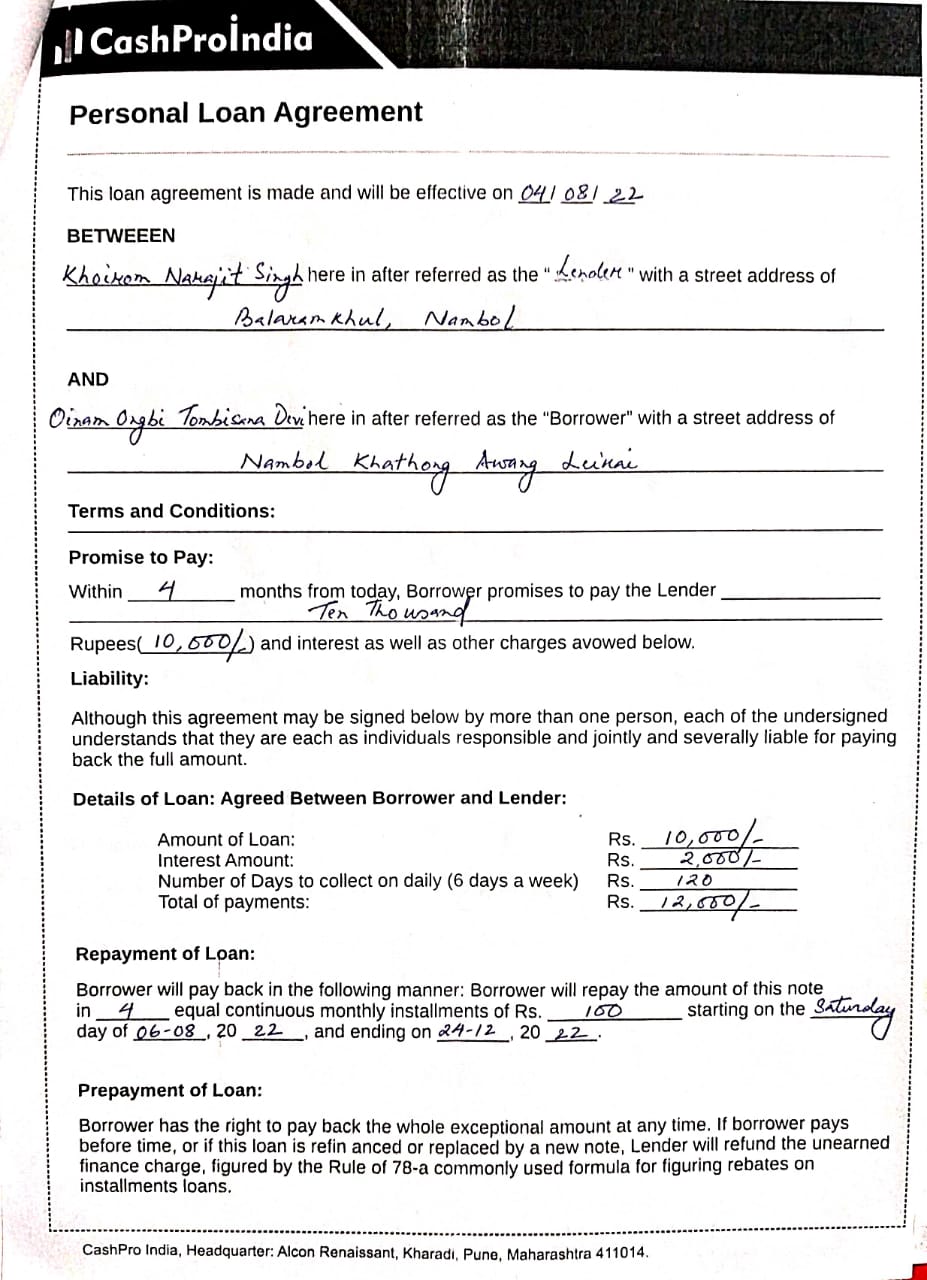 CashProIndia
Personal Loan Agreement
This loan agreement is made and will be effective on 04/ 08/ 22
BETWEEEN
Khoirom Narajit Singh here in after referred as the "Lender" with a street address of
Balaram Khul, Nambol
AND
Oinam Ongbi Tombisana Devi here in after referred as the "Borrower" with a street address of
Nambol Khathong Awang Leikai
Terms and Conditions:
Promise to Pay:
Within 4 months from today, Borrower promises to pay the Lender
Ten Thousand
Rupees( 10,000/-) and interest as well as other charges avowed below.
Liability:
Although this agreement may be signed below by more than one person, each of the undersigned
understands that they are each as individuals responsible and jointly and severally liable for paying
back the full amount.
Details of Loan: Agreed Between Borrower and Lender:
Amount of Loan: Rs. 10,000/-
Interest Amount: Rs. 2,000/-
Number of Days to collect on daily (6 days a week) Rs. 120
Total of payments: Rs. 12,000/-
Repayment of Loan:
Borrower will pay back in the following manner: Borrower will repay the amount of this note
in 4 equal continuous monthly installments of Rs. 100 starting on the Saturday
day of 06-08, 20 22, and ending on 24-12, 20 22.
Prepayment of Loan:
Borrower has the right to pay back the whole exceptional amount at any time. If borrower pays
before time, or if this loan is refin anced or replaced by a new note, Lender will refund the unearned
finance charge, figured by the Rule of 78-a commonly used formula for figuring rebates on
installments loans.
CashPro India, Headquarter: Alcon Renaissant, Kharadi, Pune, Maharashtra 411014.